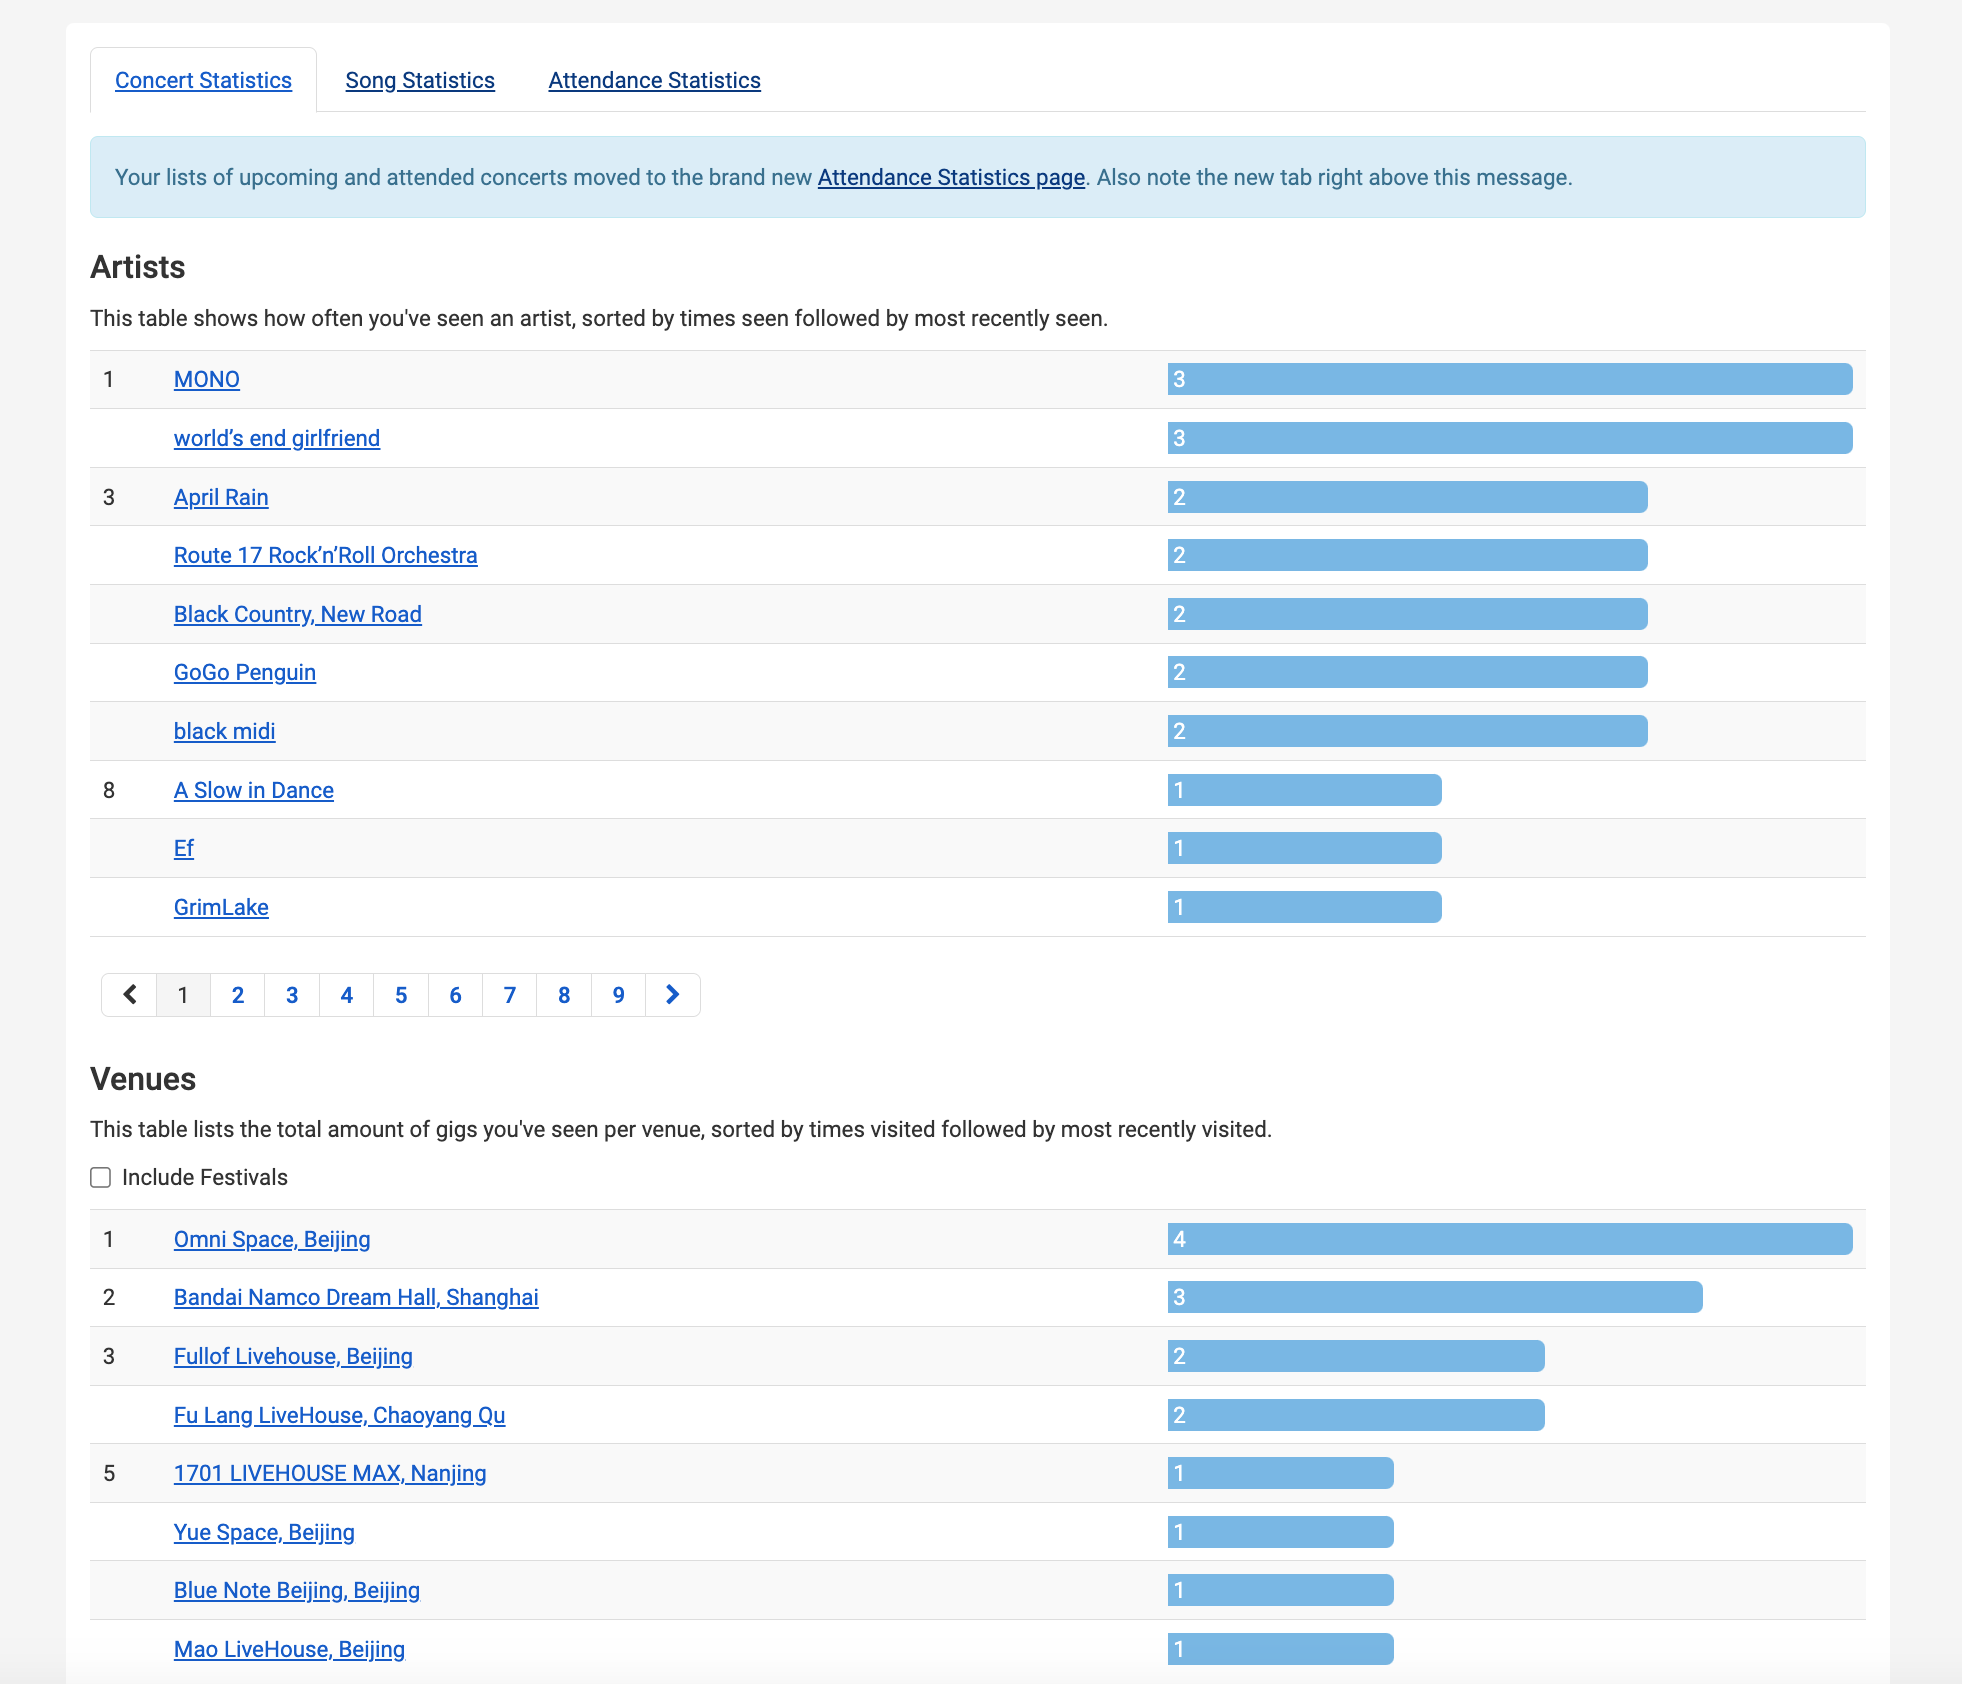 Concert Statistics Song Statistics Attendance Statistics
Your lists of upcoming and attended concerts moved to the brand new Attendance Statistics page. Also note the new tab right above this message.
Artists
This table shows how often you've seen an artist, sorted by times seen followed by most recently seen.
1 MONO 3
world’s end girlfriend 3
3 April Rain 2
Route 17 Rock’n’Roll Orchestra 2
Black Country, New Road 2
GoGo Penguin 2
black midi 2
8 A Slow in Dance 1
Ef 1
GrimLake 1
1 2 3 4 5 6 7 8 9
Venues
This table lists the total amount of gigs you've seen per venue, sorted by times visited followed by most recently visited.
Include Festivals
1 Omni Space, Beijing 4
2 Bandai Namco Dream Hall, Shanghai 3
3 Fullof Livehouse, Beijing 2
Fu Lang LiveHouse, Chaoyang Qu 2
5 1701 LIVEHOUSE MAX, Nanjing 1
Yue Space, Beijing 1
Blue Note Beijing, Beijing 1
Mao LiveHouse, Beijing 1